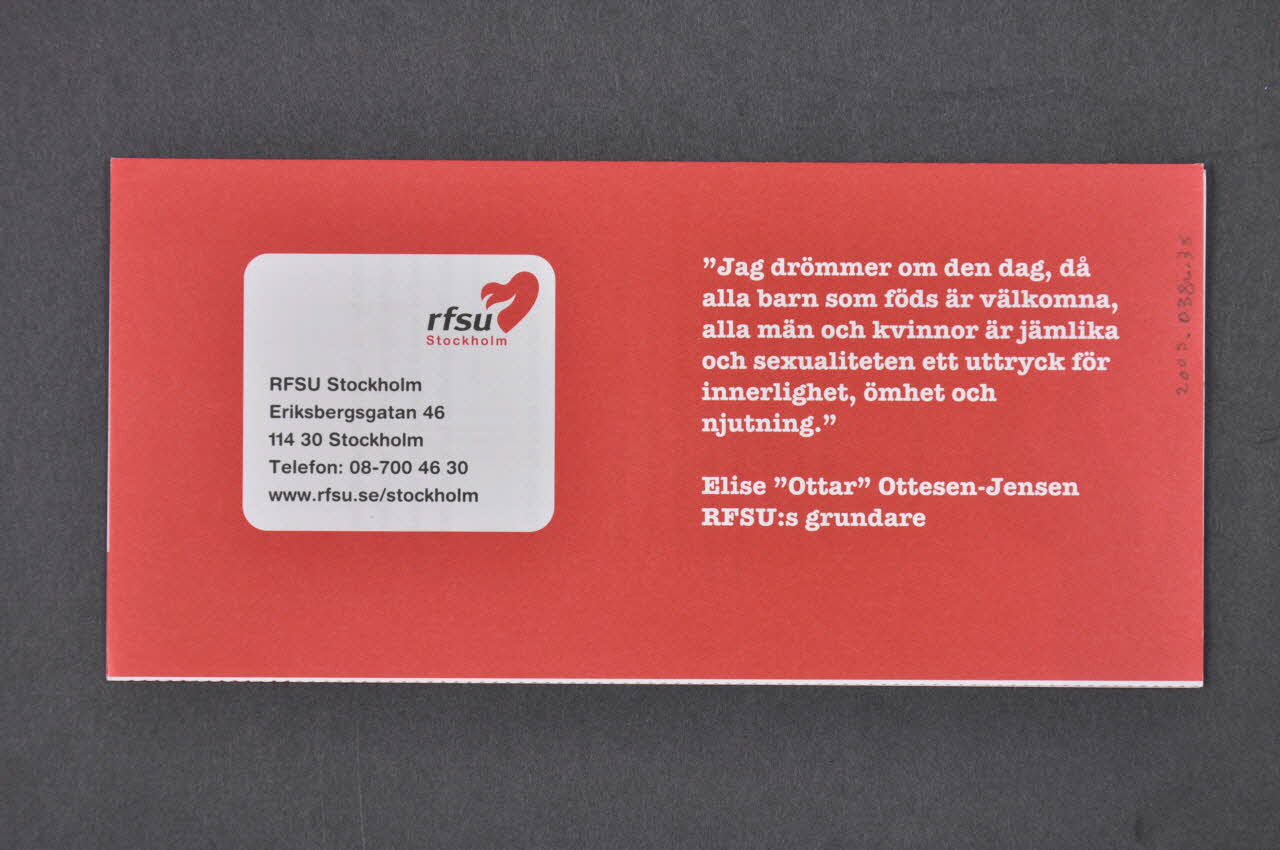 rfsu
Stockholm
RFSU Stockholm
Eriksbergsgatan 46
114 30 Stockholm
Telefon: 08-700 46 30
www.rfsu.se/stockholm
”Jag drömmer om den dag, då
alla barn som föds är välkomna,
alla män och kvinnor är jämlika
och sexualiteten ett uttryck för
innerlighet, ömhet och
njutning.”
Elise ”Ottar” Ottesen-Jensen
RFSU:s grundare